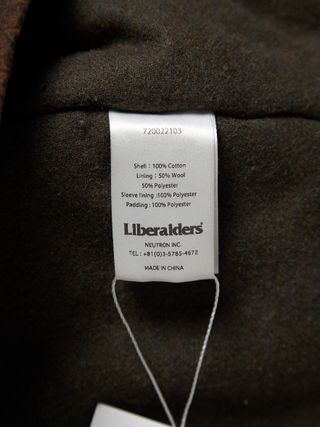 720022103
Shell : 100% Cotton
Lining : 50% Wool
50% Polyester
Sleeve lining :100% Polyester
Padding: 100% Polyester
Liberaiders®
NEUTRON INC.
TEL : +81(0)3-5785-4672
MADE IN CHINA